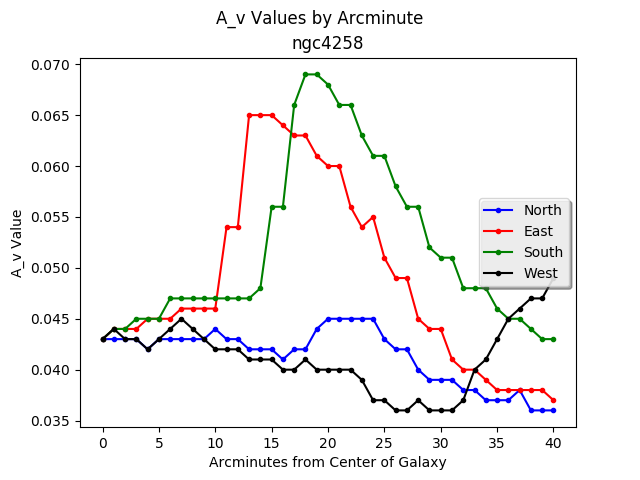 A_v Values by Arcminute
ngc4258
0.070
0.065
0.060
0.055
0.050
0.045
0.040
0.035
A_v Value
North
East
South
West
0 5 10 15 20 25 30 35 40
Arcminutes from Center of Galaxy